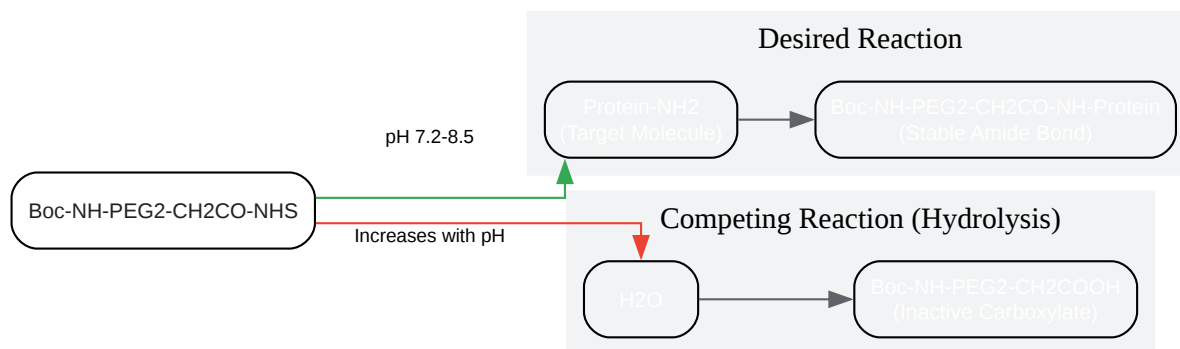 Desired Reaction
Protein-NH2
(Target Molecule)
Boc-NH-PEG2-CH2CO-NH-Protein
(Stable Amide Bond)
pH 7.2-8.5
Boc-NH-PEG2-CH2CO-NHS
Increases with pH
Competing Reaction (Hydrolysis)
H2O
Boc-NH-PEG2-CH2COOH
(Inactive Carboxylate)